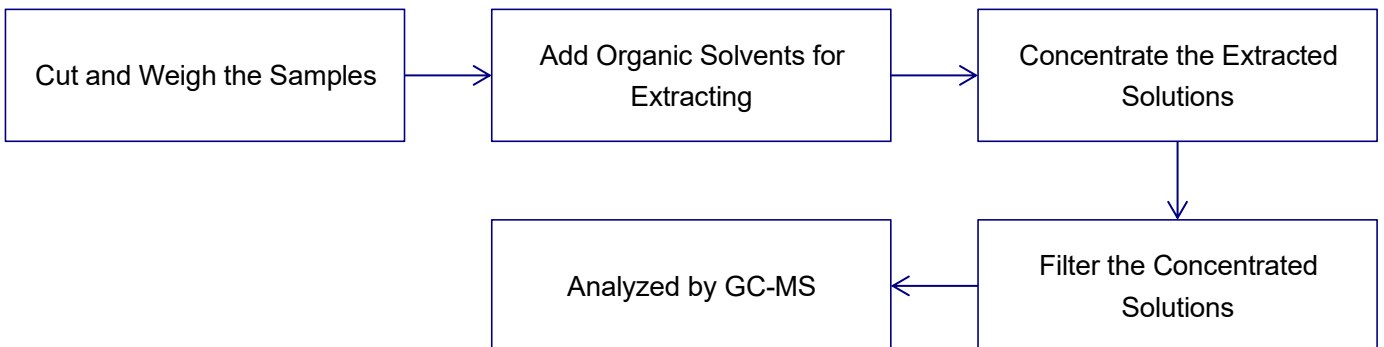 Cut and Weigh the Samples
Add Organic Solvents for
Extracting
Concentrate the Extracted
Solutions
Filter the Concentrated
Solutions
Analyzed by GC-MS